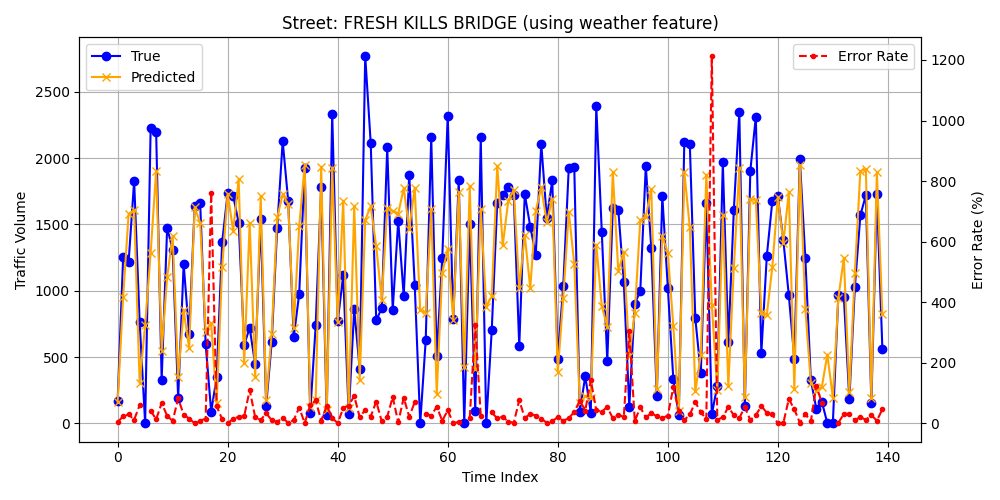 Street: FRESH KILLS BRIDGE (using weather feature)
True
Predicted
Error Rate
Traffic Volume
2500
2000
1500
1000
500
0
1200
1000
800
600
400
200
0
Error Rate (%)
0 20 40 60 80 100 120 140
Time Index